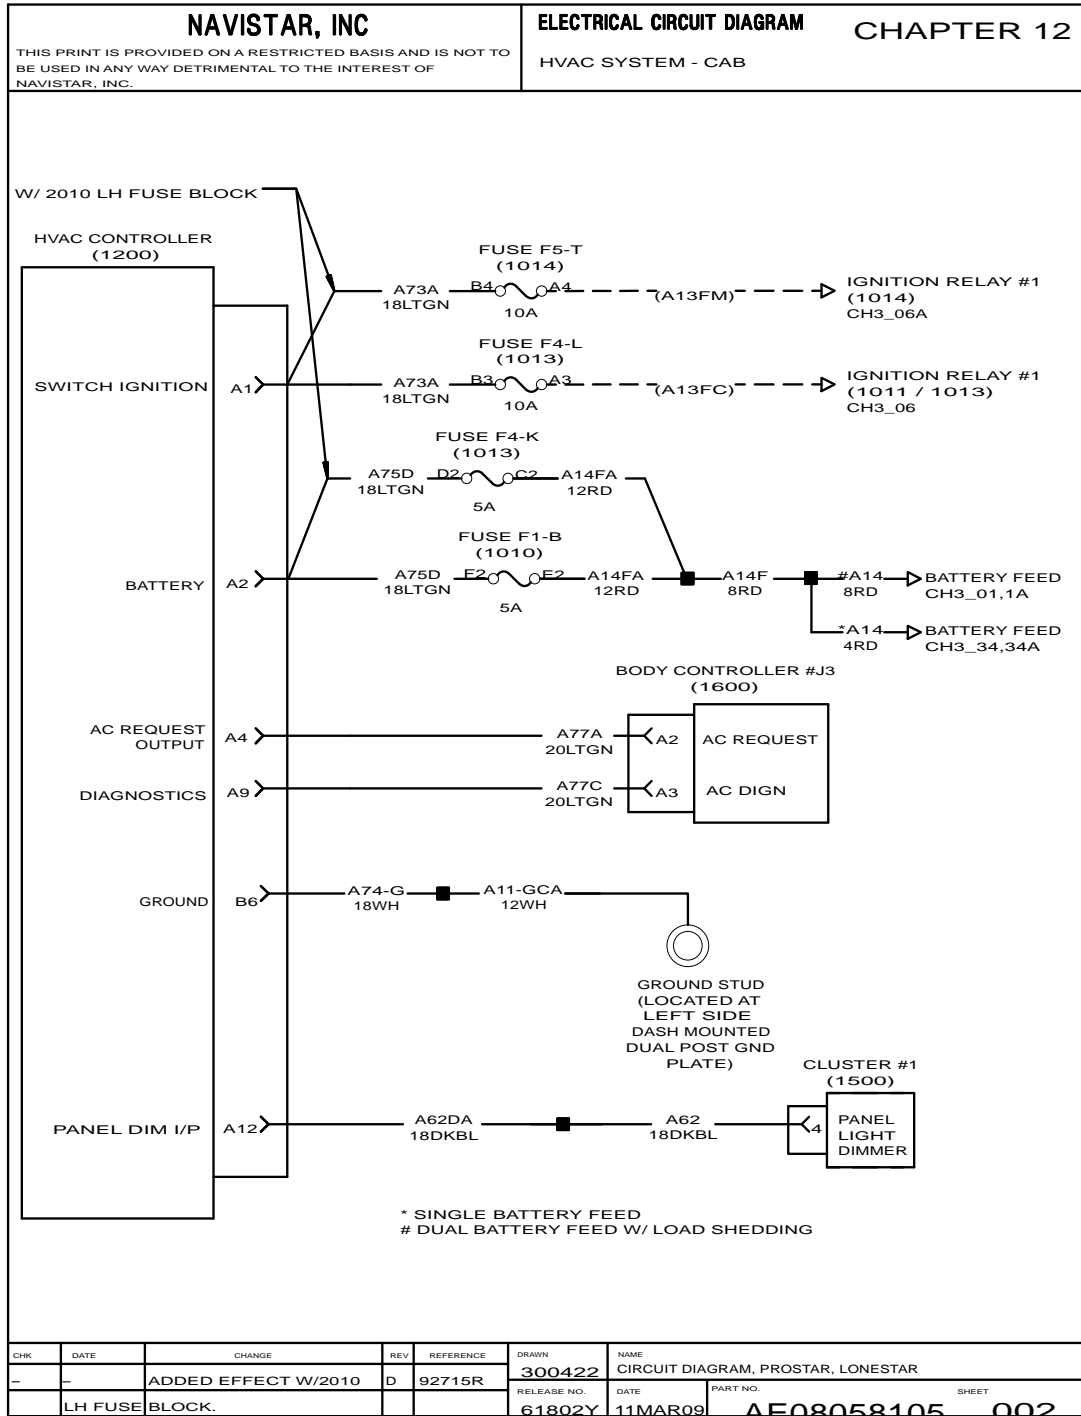 NAVISTAR, INC
THIS PRINT IS PROVIDED ON A RESTRICTED BASIS AND IS NOT TO
BE USED IN ANY WAY DETRIMENTAL TO THE INTEREST OF
NAVISTAR, INC.
ELECTRICAL CIRCUIT DIAGRAM
CHAPTER 12
HVAC SYSTEM - CAB
W/ 2010 LH FUSE BLOCK
HVAC CONTROLLER
(1200)
FUSE F5-T
(1014)
A73A
18LTGN
B4
A4
10A
(A13FM)
IGNITION RELAY #1
(1014)
CH3_06A
FUSE F4-L
(1013)
SWITCH IGNITION
A1
A73A
18LTGN
B3
A3
10A
(A13FC)
IGNITION RELAY #1
(1011 / 1013)
CH3_06
FUSE F4-K
(1013)
A75D
18LTGN
D2
C2
5A
A14FA
12RD
FUSE F1-B
(1010)
BATTERY
A2
A75D
18LTGN
F2
E2
5A
A14FA
12RD
A14F
8RD
#A14
8RD
BATTERY FEED
CH3_01,1A
*A14
4RD
BATTERY FEED
CH3_34,34A
BODY CONTROLLER #J3
(1600)
AC REQUEST
OUTPUT
A4
A77A
20LTGN
A2
AC REQUEST
DIAGNOSTICS
A9
A77C
20LTGN
A3
AC DIGN
GROUND
B6
A74-G
18WH
A11-GCA
12WH
GROUND STUD
(LOCATED AT
LEFT SIDE
DASH MOUNTED
DUAL POST GND
PLATE)
CLUSTER #1
(1500)
PANEL DIM I/P
A12
A62DA
18DKBL
A62
18DKBL
4
PANEL
LIGHT
DIMMER
* SINGLE BATTERY FEED
# DUAL BATTERY FEED W/ LOAD SHEDDING
CHK DATE CHANGE REV REFERENCE
– – ADDED EFFECT W/2010 D 92715R
LH FUSE BLOCK.
DRAWN
300422
NAME
CIRCUIT DIAGRAM, PROSTAR, LONESTAR
RELEASE NO.
61802Y
DATE
11MAR09
PART NO.
AE08058105
SHEET
002